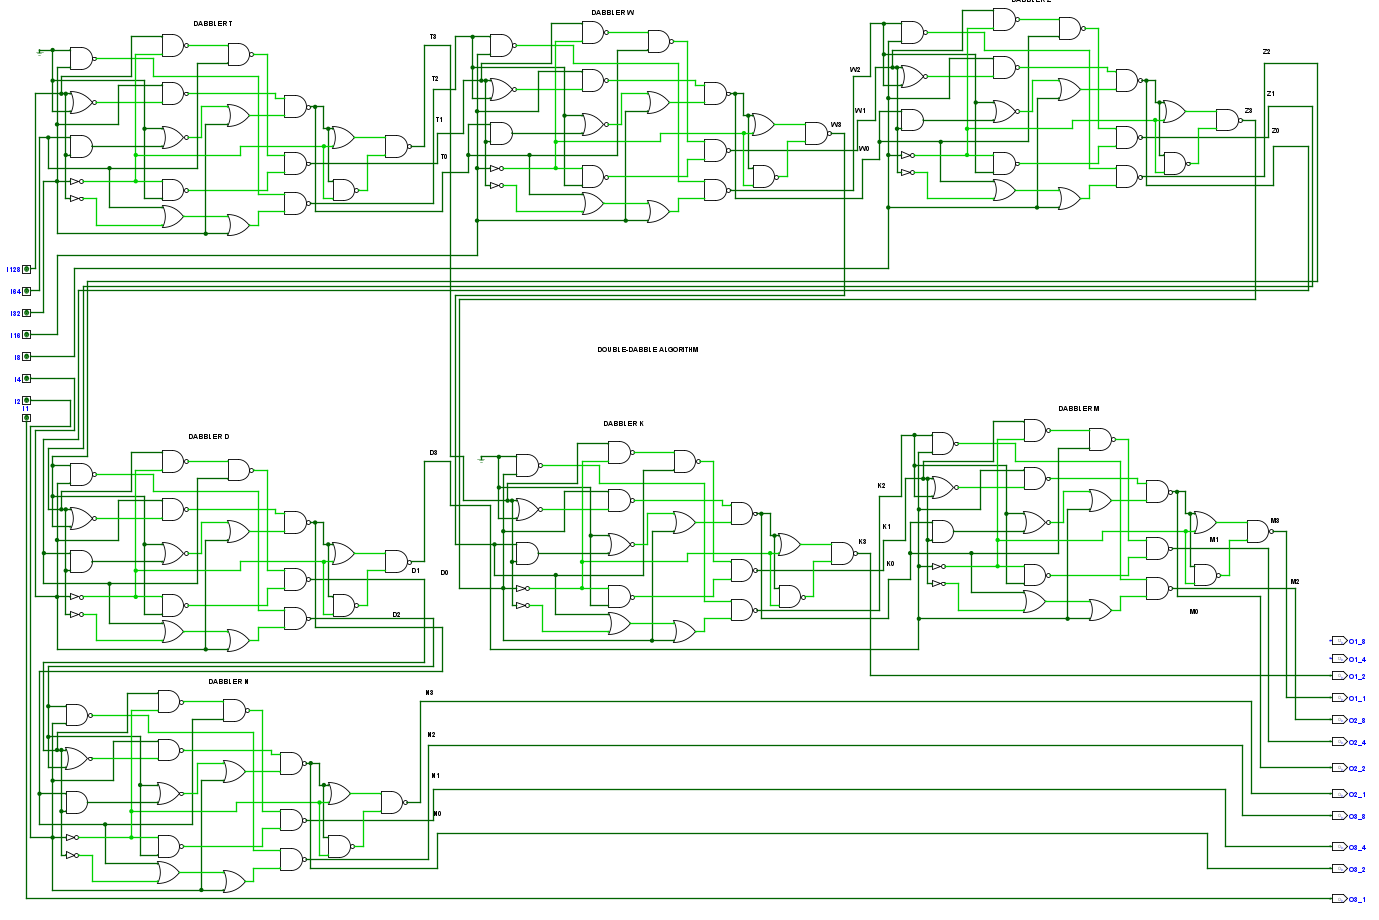 DABBLER T
DABBLER W
DABBLER Z
T3
T2
T1
T0
W2
W1
W3
W0
Z2
Z1
Z3
Z0
I128
I64
I32
I16
I8
I4
I2
I1
DOUBLE-DABBLE ALGORITHM
DABBLER D
DABBLER K
DABBLER M
D3
D1
D0
D2
K2
K1
K3
K0
M3
M1
M2
M0
DABBLER N
N3
N2
N1
N0
O1_8
O1_4
O1_2
O1_1
O2_8
O2_4
O2_2
O2_1
O3_8
O3_4
O3_2
O3_1